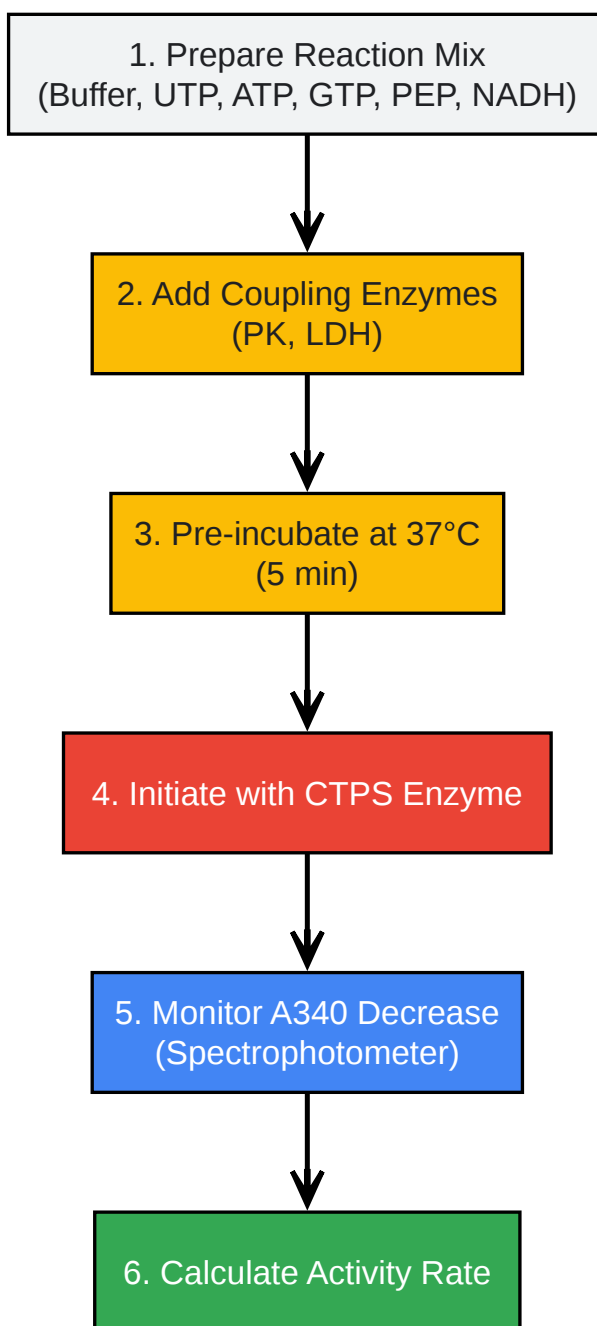 1. Prepare Reaction Mix
(Buffer, UTP, ATP, GTP, PEP, NADH)
2. Add Coupling Enzymes
(PK, LDH)
3. Pre-incubate at 37°C
(5 min)
4. Initiate with CTPS Enzyme
5. Monitor A340 Decrease
(Spectrophotometer)
6. Calculate Activity Rate